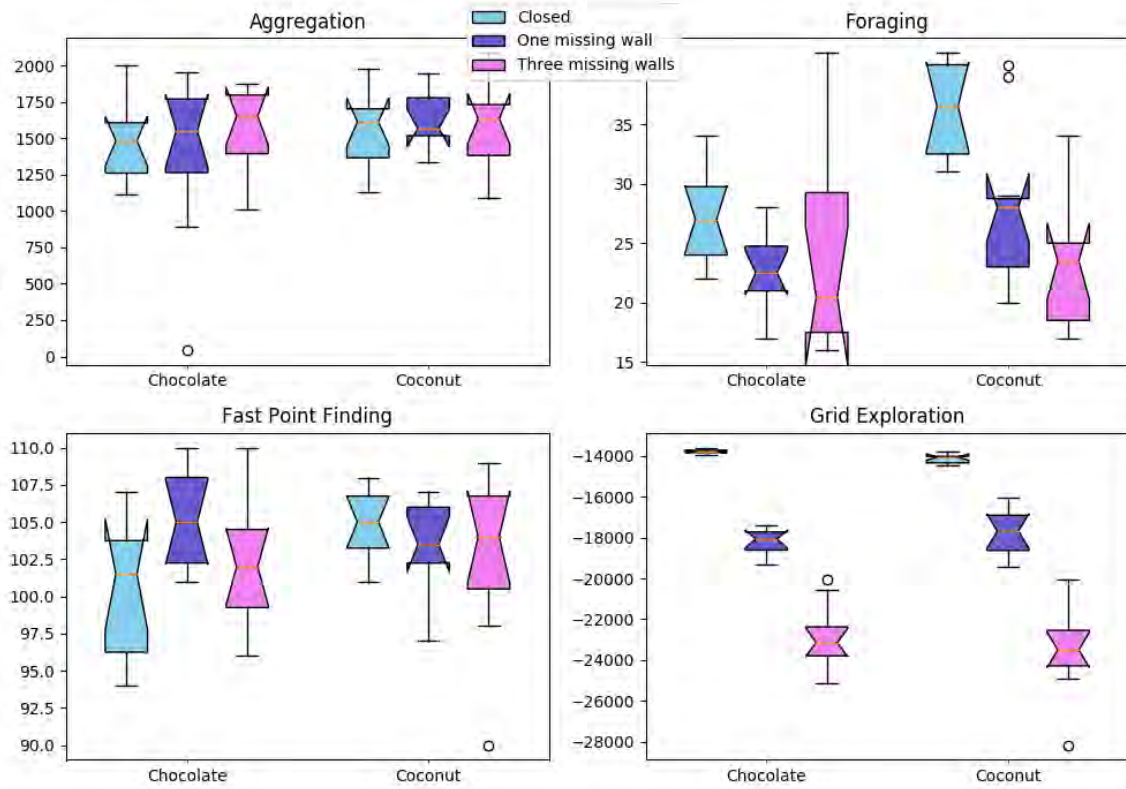 Aggregation
Closed
One missing wall
Three missing walls
Foraging
2000
1750
1500
1250
1000
750
500
250
0
Chocolate
Coconut
35
30
25
20
15
Chocolate
Coconut
Fast Point Finding
110.0
107.5
105.0
102.5
100.0
97.5
95.0
92.5
90.0
Chocolate
Coconut
Grid Exploration
−14000
−16000
−18000
−20000
−22000
−24000
−26000
−28000
Chocolate
Coconut